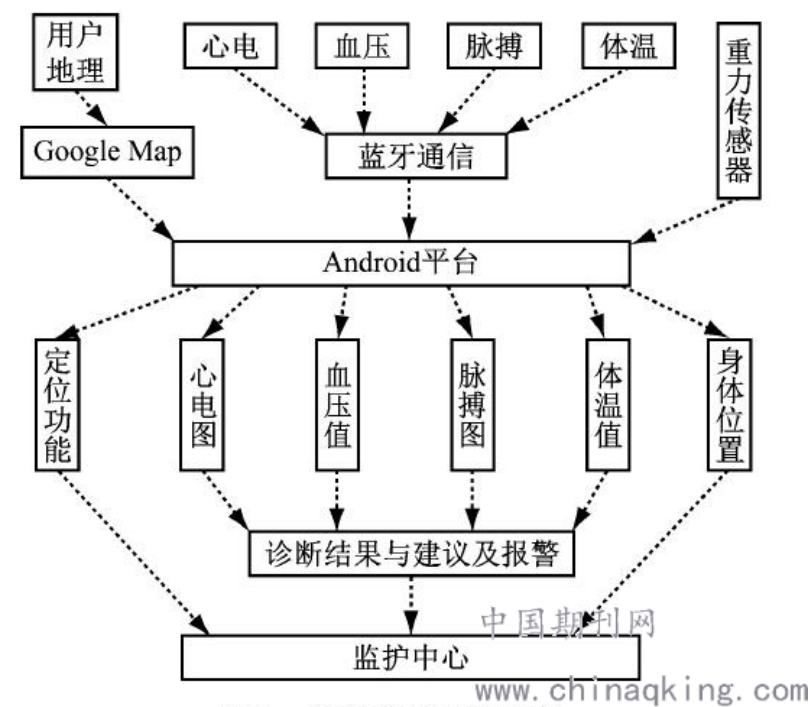 用户
地理
心电
血压
脉搏
体温
重力传感器
Google Map
蓝牙通信
Android平台
定位功能
心电图
血压值
脉搏图
体温值
身体位置
诊断结果与建议及报警
中国期刊网
监护中心
www.chinaqking.com